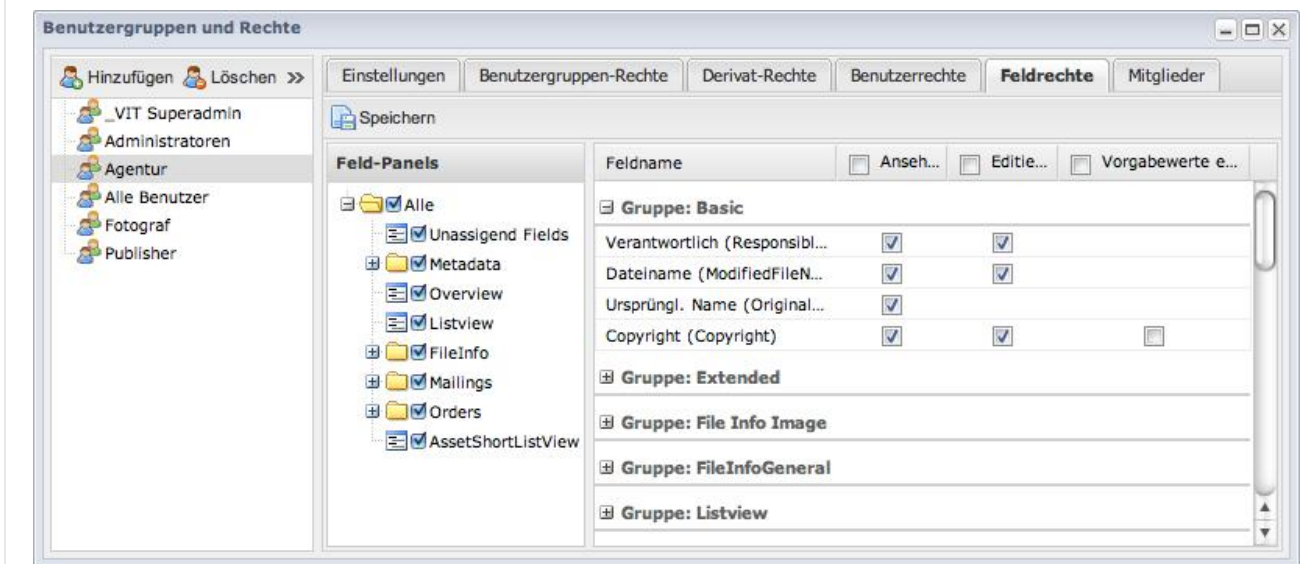 Benutzergruppen und Rechte
Hinzufügen Löschen »
_VIT Superadmin
Administratoren
Agentur
Alle Benutzer
Fotograf
Publisher
Einstellungen Benutzergruppen-Rechte Derivat-Rechte Benutzerrechte Feldrechte Mitglieder
Speichern
Feld-Panels
Alle
Unassigend Fields
Metadata
Overview
Listview
FileInfo
Mailings
Orders
AssetShortListView
Feldname Anseh... Editie... Vorgabewerte e...
Gruppe: Basic
Verantwortlich (Responsibl...
Dateiname (ModifiedFileN...
Ursprüngl. Name (Original...
Copyright (Copyright)
Gruppe: Extended
Gruppe: File Info Image
Gruppe: FileInfoGeneral
Gruppe: Listview